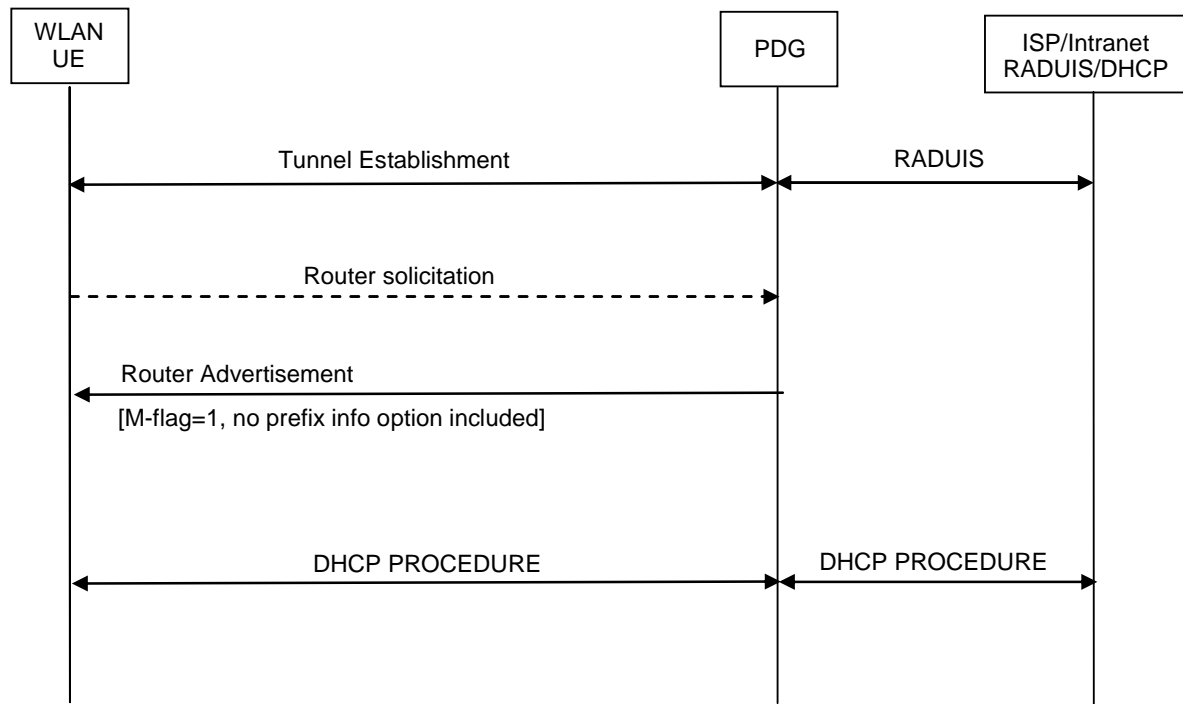 WLAN
UE
PDG
ISP/Intranet
RADUIS/DHCP
Tunnel Establishment
RADUIS
Router solicitation
Router Advertisement
[M-flag=1, no prefix info option included]
DHCP PROCEDURE
DHCP PROCEDURE